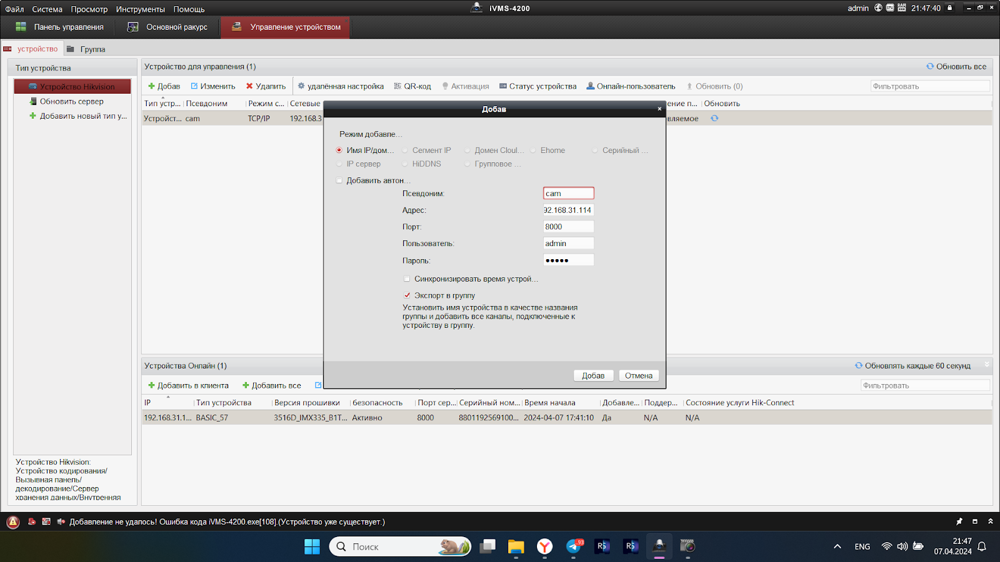 Файл Система Просмотр Инструменты Помощь
iVMS-4200
admin 21:47:40
Панель управления Основной ракурс Управление устройством
устройство Группа
Тип устройства
Устройство Hikvision
Обновить сервер
Добавить новый тип у...
Устройство для управления (1) Обновить все
Добав Изменить Удалить удалённая настройка QR-код Активация Статус устройства Онлайн-пользователь Обновить (0) Фильтровать
Тип устр... Псевдоним Режим с... Сетевые ение п... Обновить
Устройст... cam TCP/IP 192.168.3 вляемое
Добав
Режим добавле...
Имя IP/дом... Сегмент IP Домен Cloul... Ehome Серийный ...
IP сервер HiDDNS Групповое ...
Добавить автон...
Псевдоним: cam
Адрес: 92.168.31.114
Порт: 8000
Пользователь: admin
Пароль: ●●●●●
Синхронизировать время устрой...
Экспорт в группу
Установить имя устройства в качестве названия
группы и добавить все каналы, подключенные к
устройству в группу.
Добав Отмена
Устройства Онлайн (1) Обновлять каждые 60 секунд
Добавить в клиента Добавить все Фильтровать
IP Тип устройства Версия прошивки безопасность Порт сер... Серийный ном... Время начала Добавле... Поддер... Состояние услуги Hik-Connect
192.168.31.1... BASIC_57 3516D_IMX335_B1T... Активно 8000 8801192569100... 2024-04-07 17:41:10 Да N/A N/A
Устройство Hikvision:
Устройство кодирования/
Вызывная панель/
декодирование/Сервер
хранения данных/Внутренняя
Добавление не удалось! Ошибка кода iVMS-4200.exe[108].(Устройство уже существует.)
Поиск
93
RS
RS
ENG
21:47
07.04.2024